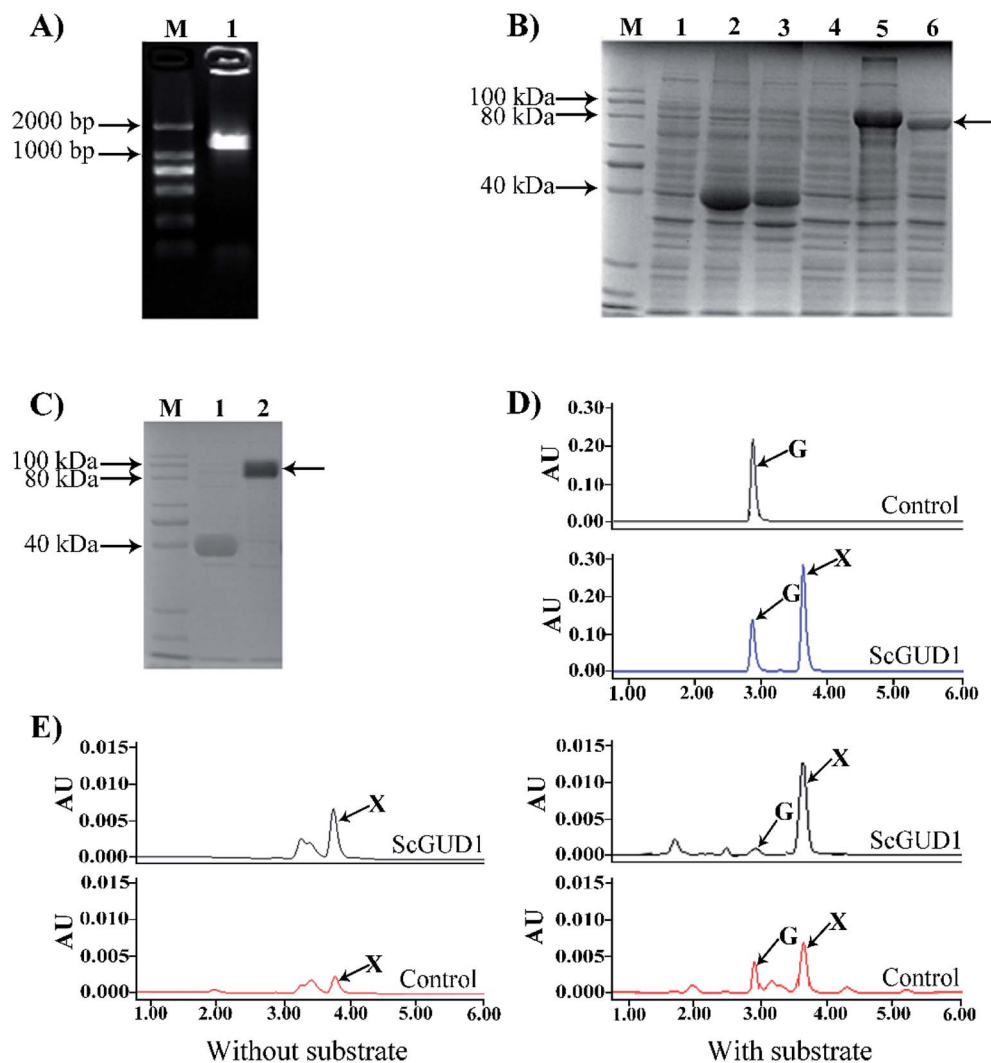 A)
M 1
2000 bp
1000 bp
B)
M 1 2 3 4 5 6
100 kDa
80 kDa
40 kDa
C)
M 1 2
100 kDa
80 kDa
40 kDa
D)
AU
0.30
0.20
0.10
0.00
G
Control
AU
0.30
0.20
0.10
0.00
G
X
ScGUD1
1.00 2.00 3.00 4.00 5.00 6.00
E)
AU
0.015
0.010
0.005
0.000
X
ScGUD1
AU
0.015
0.010
0.005
0.000
X
Control
1.00 2.00 3.00 4.00 5.00 6.00
Without substrate
AU
0.015
0.010
0.005
0.000
G
X
ScGUD1
AU
0.015
0.010
0.005
0.000
G
X
Control
1.00 2.00 3.00 4.00 5.00 6.00
With substrate